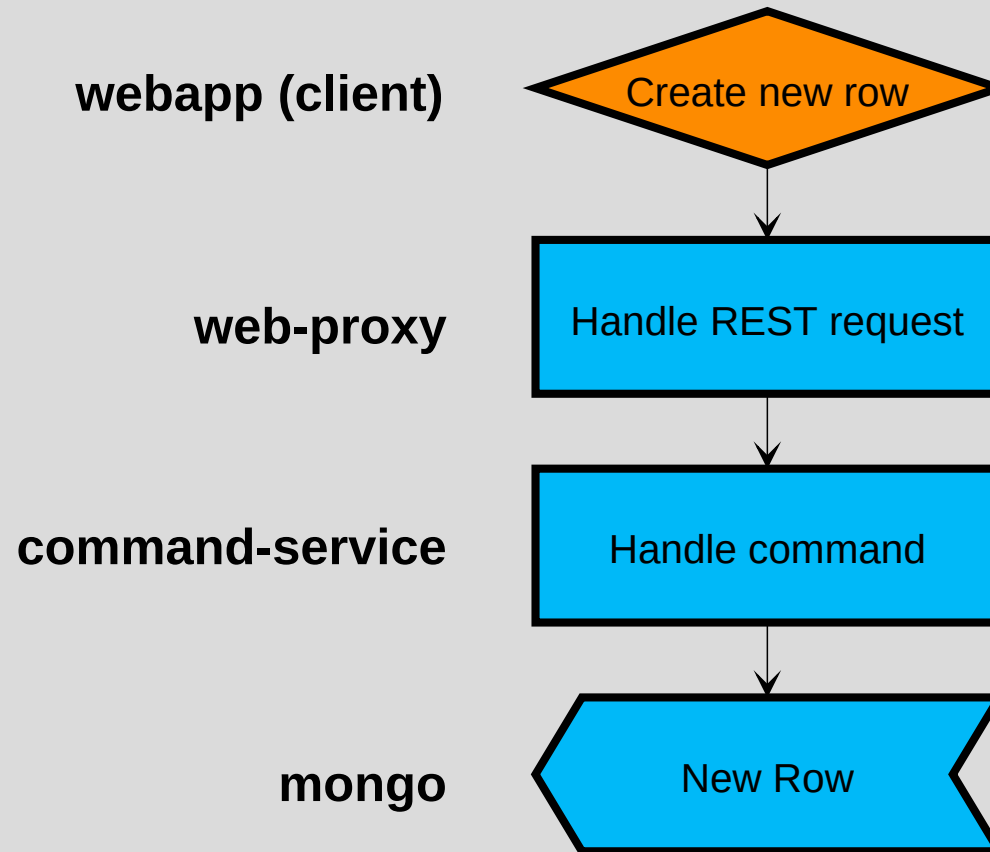 webapp (client)
Create new row
web-proxy
Handle REST request
command-service
Handle command
mongo
New Row